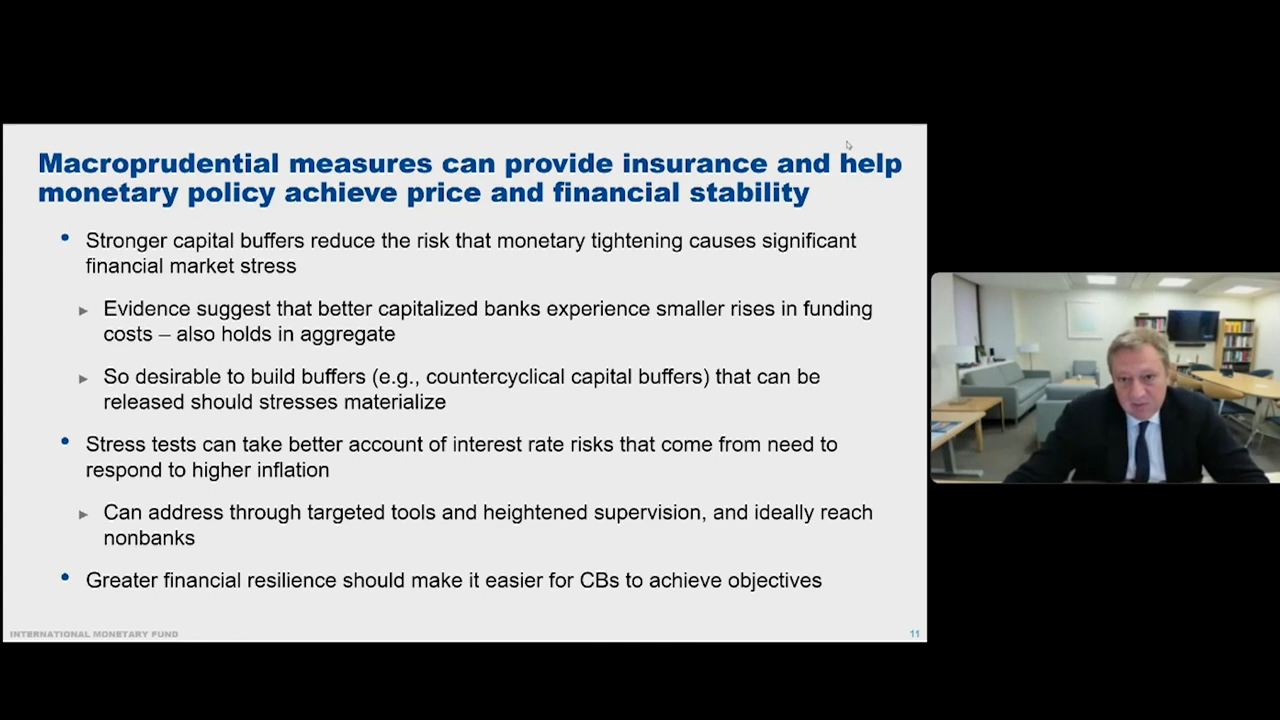 Macroprudential measures can provide insurance and help
monetary policy achieve price and financial stability
Stronger capital buffers reduce the risk that monetary tightening causes significant
financial market stress
Evidence suggest that better capitalized banks experience smaller rises in funding
costs – also holds in aggregate
So desirable to build buffers (e.g., countercyclical capital buffers) that can be
released should stresses materialize
Stress tests can take better account of interest rate risks that come from need to
respond to higher inflation
Can address through targeted tools and heightened supervision, and ideally reach
nonbanks
Greater financial resilience should make it easier for CBs to achieve objectives
INTERNATIONAL MONETARY FUND
11